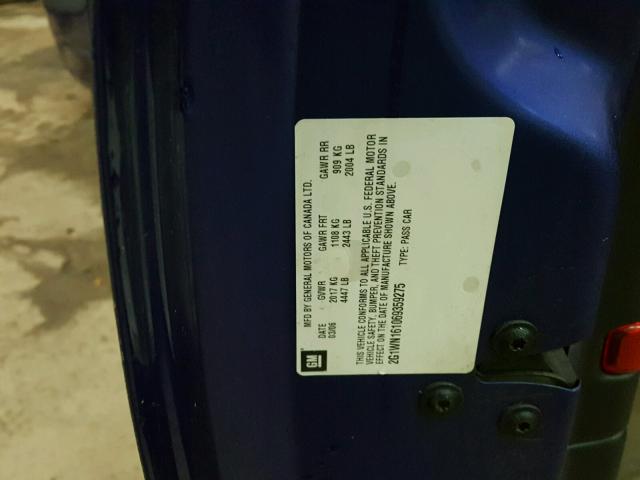 MFD BY GENERAL MOTORS OF CANADA LTD.
DATE GVWR GAWR FRT GAWR RR
03/06 2017 KG 1108 KG 909 KG
4447 LB 2443 LB 2004 LB
THIS VEHICLE CONFORMS TO ALL APPLICABLE U.S. FEDERAL MOTOR
VEHICLE SAFETY, BUMPER, AND THEFT PREVENTION STANDARDS IN
EFFECT ON THE DATE OF MANUFACTURE SHOWN ABOVE.
2G1WN161069359275 TYPE: PASS CAR
GM